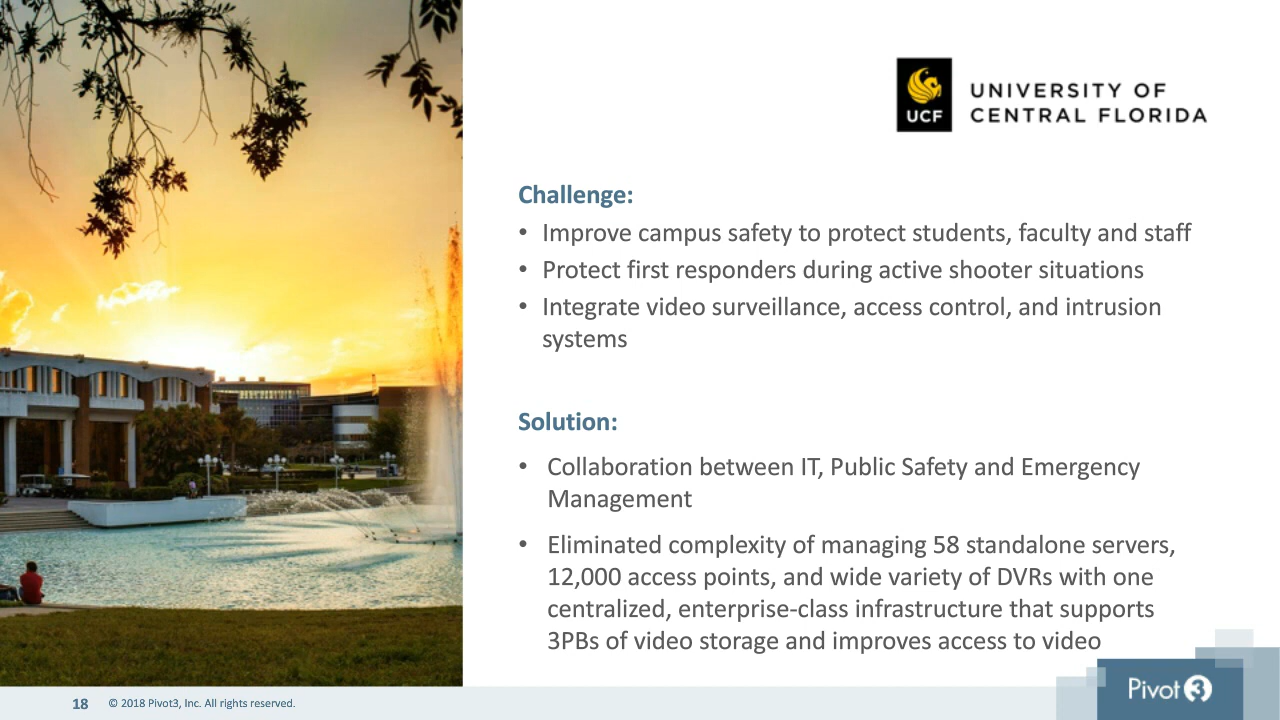 UCF
UNIVERSITY OF
CENTRAL FLORIDA
Challenge:
• Improve campus safety to protect students, faculty and staff
• Protect first responders during active shooter situations
• Integrate video surveillance, access control, and intrusion
systems
Solution:
• Collaboration between IT, Public Safety and Emergency
Management
• Eliminated complexity of managing 58 standalone servers,
12,000 access points, and wide variety of DVRs with one
centralized, enterprise-class infrastructure that supports
3PBs of video storage and improves access to video
18 © 2018 Pivot3, Inc. All rights reserved.
Pivot3